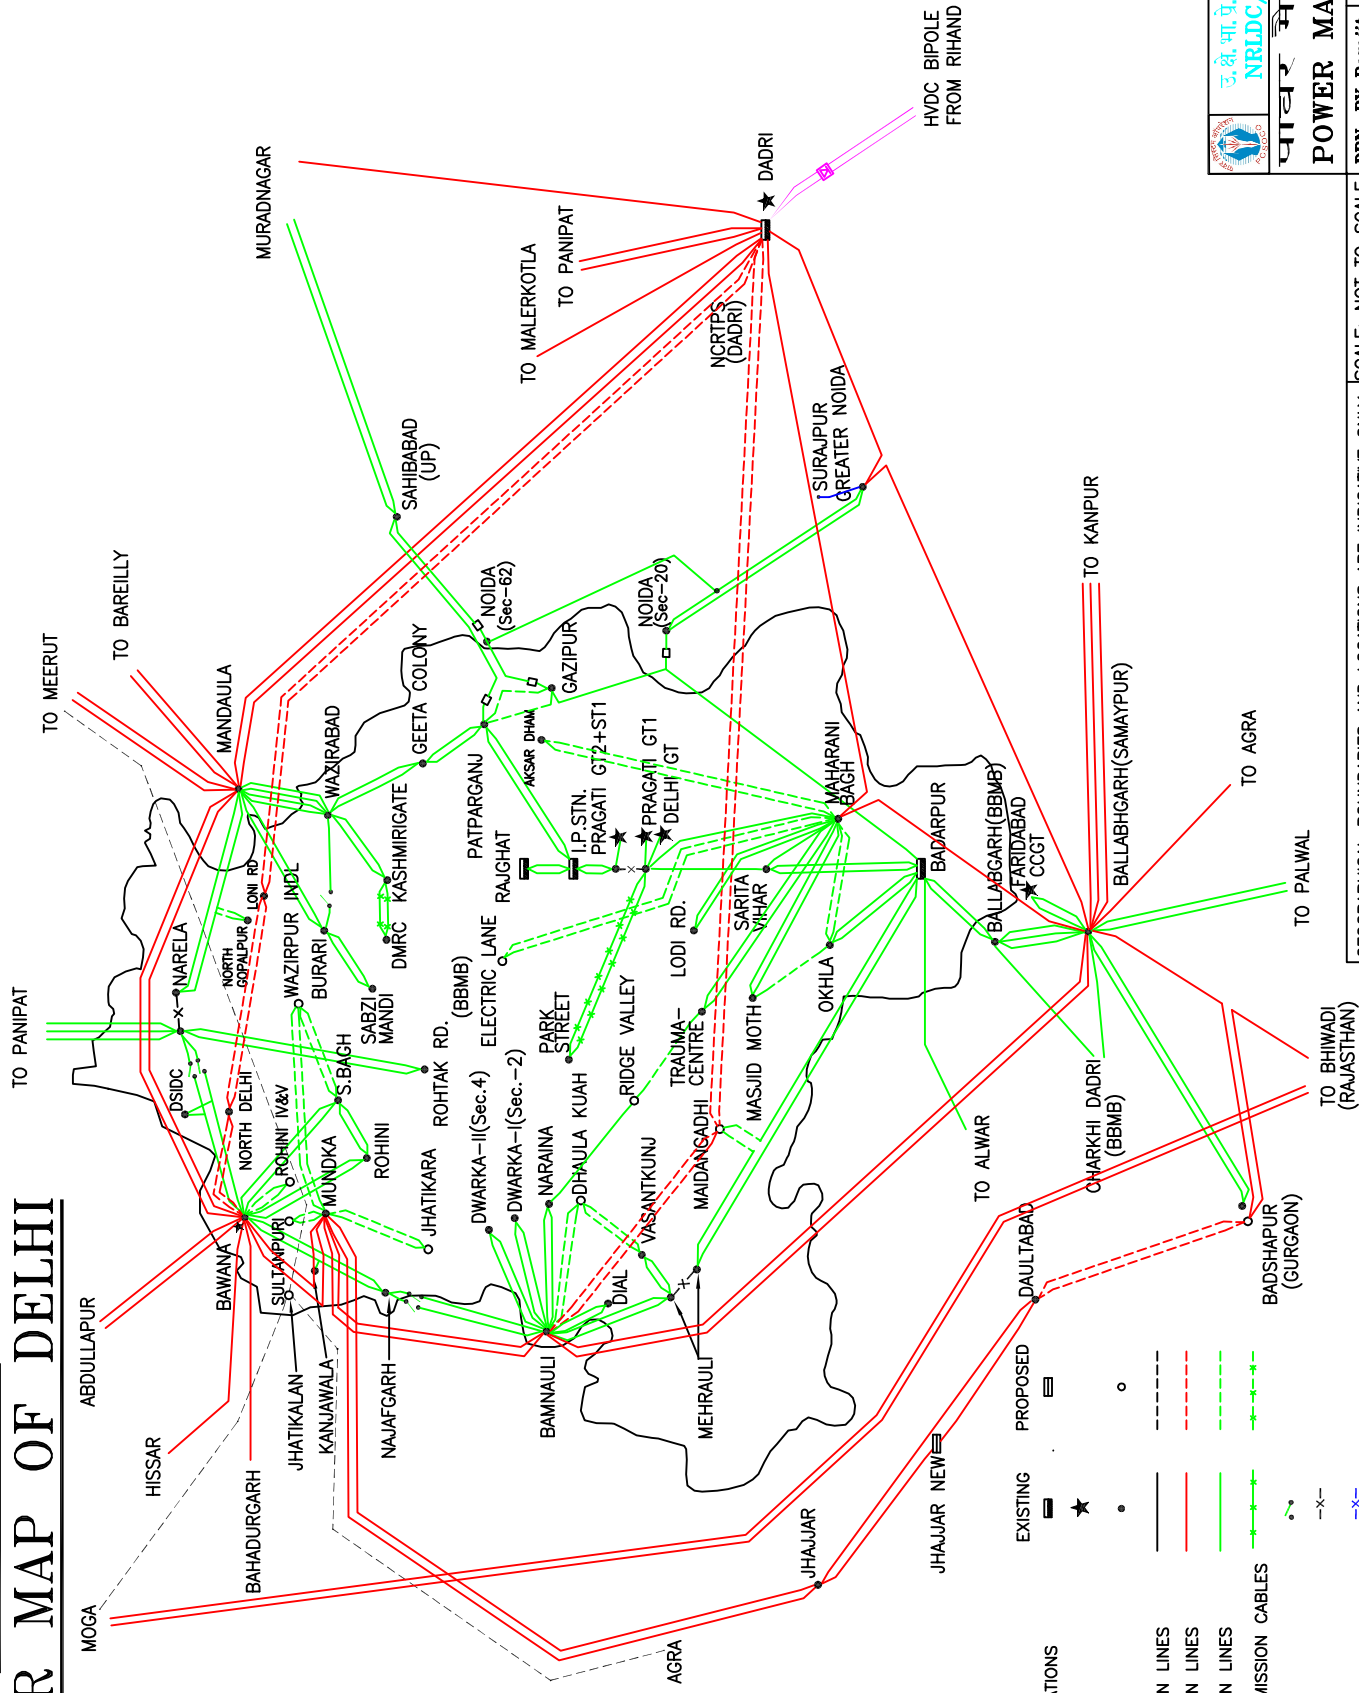 R MAP OF DELHI
TO MEERUT
TO BAREILLY
MURADNAGAR
TO PANIPAT
MANDAULA
WAZIRABAD
GEETA COLONY
SAHIBABAD
(UP)
NOIDA
(Sec-62)
GAZIPUR
NOIDA
(Sec-20)
TO MALERKOTLA
TO PANIPAT
DADRI
NCRTPS
(DADRI)
HVDC BIPOLE
FROM RIHAND
SURAJPUR
GREATER NOIDA
TO KANPUR
NARELA
NORTH
GOPALPUR
LONI RD
WAZIRPUR INDL
BURARI
KASHMIRIGATE
DMRC
SABZI
MANDI
PATPARGANJ
AKSAR DHAM
RAJGHAT
I.P.STN.
PRAGATI GT2+ST1
PRAGATI GT1
DELHI GT
MAHARANI
BAGH
BADARPUR
BALLABGARH(BBMB)
FARIDABAD
CCGT
BALLABHGARH(SAMAYPUR)
TO AGRA
TO PALWAL
DSIDC
NORTH DELHI
ROHINI IV&V
S.BAGH
ROHTAK RD.
(BBMB)
ELECTRIC LANE
PARK
STREET
RIDGE VALLEY
LODI RD.
SARITA
VIHAR
TRAUMA-
CENTRE
MASJID MOTH
OKHLA
MUNDKA
ROHINI
JHATIKARA
DWARKA-II(Sec.4)
DWARKA-I(Sec.-2)
NARAINA
DHAULA KUAH
VASANTKUNJ
MAIDANGADHI
DIAL
TO ALWAR
CHARKHI DADRI
(BBMB)
TO BHIWADI
(RAJASTHAN)
BADSHAPUR
(GURGAON)
DAULTABAD
ABDULLAPUR
BAWANA
SULTANPURI
HISSAR
BAHADURGARH
JHATIKALAN
KANJAWALA
NAJAFGARH
BAMNAULI
MEHRAULI
MOGA
AGRA
JHAJJAR
JHAJJAR NEW
EXISTING
PROPOSED
ATIONS
N LINES
N LINES
N LINES
MISSION CABLES
उ.क्षे.भा.प्रे.
NRLDC,
POWER MA